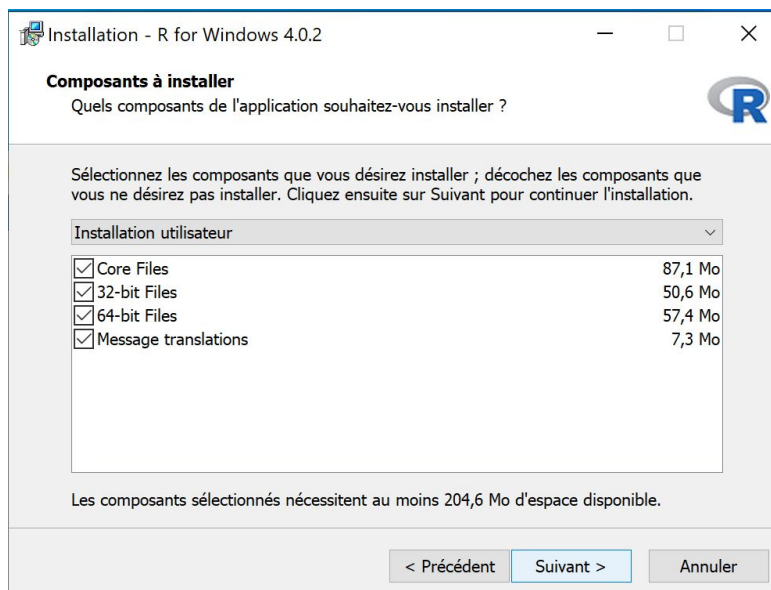 Installation - R for Windows 4.0.2
Composants à installer
Quels composants de l'application souhaitez-vous installer ?
R
Sélectionnez les composants que vous désirez installer ; décochez les composants que
vous ne désirez pas installer. Cliquez ensuite sur Suivant pour continuer l'installation.
Installation utilisateur
Core Files 87,1 Mo
32-bit Files 50,6 Mo
64-bit Files 57,4 Mo
Message translations 7,3 Mo
Les composants sélectionnés nécessitent au moins 204,6 Mo d'espace disponible.
< Précédent Suivant > Annuler